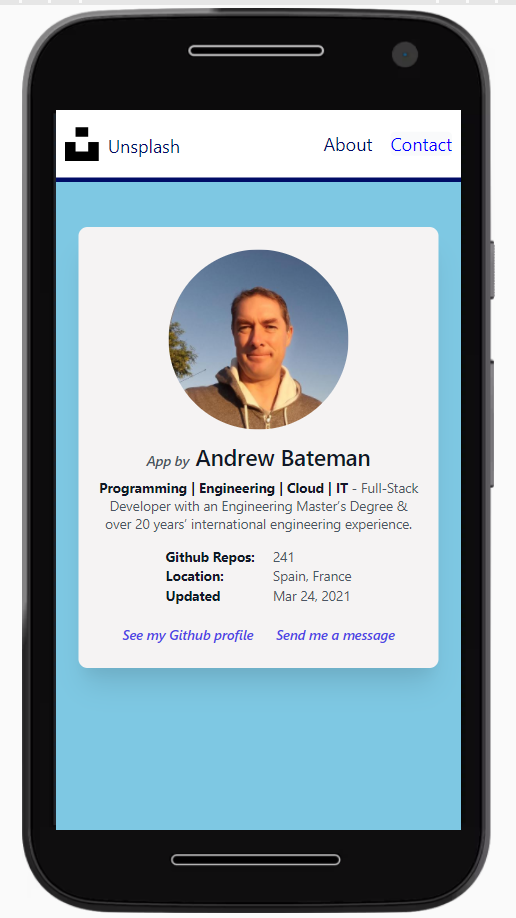 Unsplash About Contact
App by Andrew Bateman
Programming | Engineering | Cloud | IT - Full-Stack
Developer with an Engineering Master's Degree &
over 20 years' international engineering experience.
Github Repos: 241
Location: Spain, France
Updated Mar 24, 2021
See my Github profile Send me a message